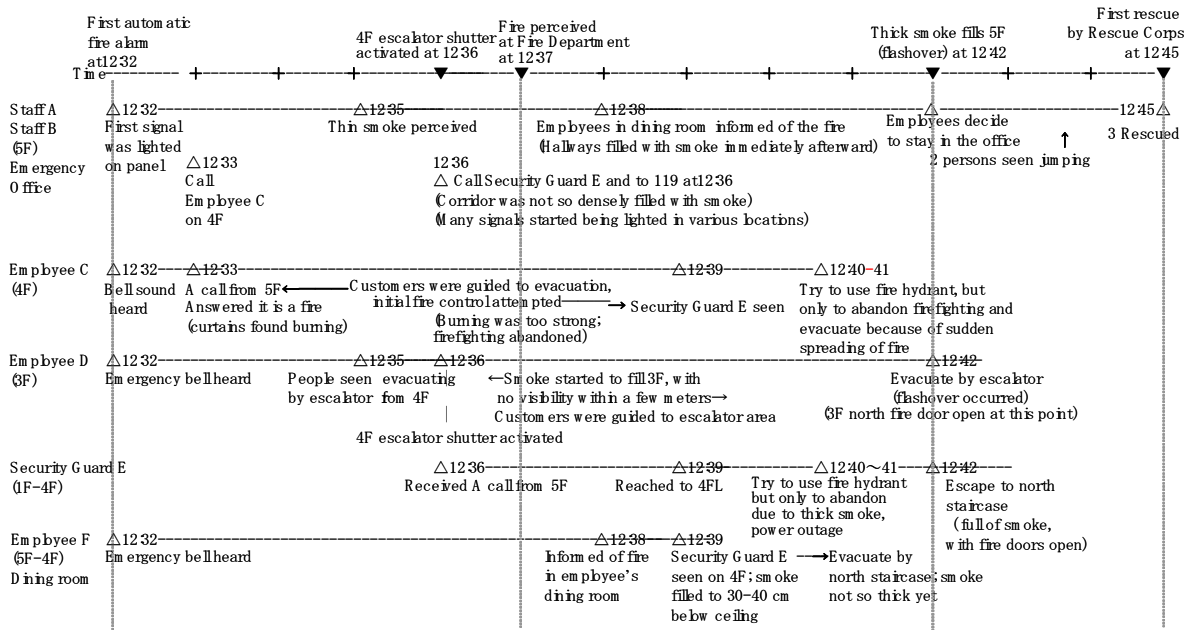 First automatic
fire alarm
at 12:32
4F escalator shutter
activated at 12:36
Fire perceived
at Fire Department
at 12:37
Thick smoke fills 5F
(flashover) at 12:42
First rescue
by Rescue Corps
at 12:45
Time
Staff A
Staff B
(5F)
Emergency
Office
△12:32
First signal
was lighted
on panel
△12:33
Call
Employee C
on 4F
△12:35
Thin smoke perceived
12:36
△ Call Security Guard E and to 119 at 12:36
(Corridor was not so densely filled with smoke)
(Many signals started being lighted in various locations)
△12:38
Employees in dining room informed of the fire
(Hallways filled with smoke immediately afterward)
△
Employees decide
to stay in the office
↑
2 persons seen jumping
12:45△
3 Rescued
Employee C
(4F)
△12:32
Bell sound
heard
△12:33
A call from 5F
Answered it is a fire
(curtains found burning)
Customers were guided to evacuation,
initial fire control attempted
(Burning was too strong;
firefighting abandoned)
△12:39
Security Guard E seen
△12:40-41
Try to use fire hydrant, but
only to abandon firefighting and
evacuate because of sudden
spreading of fire
Employee D
(3F)
△12:32
Emergency bell heard
△12:35
People seen evacuating
by escalator from 4F
△12:36
4F escalator shutter activated
←Smoke started to fill 3F, with
no visibility within a few meters→
Customers were guided to escalator area
△12:42
Evacuate by escalator
(flashover occurred)
(3F north fire door open at this point)
Security Guard E
(1F-4F)
△12:36
Received A call from 5F
△12:39
Reached to 4FL
△12:40～41
Try to use fire hydrant
but only to abandon
due to thick smoke,
power outage
△12:42
Escape to north
staircase
(full of smoke,
with fire doors open)
Employee F
(5F-4F)
Dining room
△12:32
Emergency bell heard
△12:38
Informed of fire
in employee's
dining room
△12:39
Security Guard E
seen on 4F; smoke
filled to 30-40 cm
below ceiling
→Evacuate by
north staircase; smoke
not so thick yet